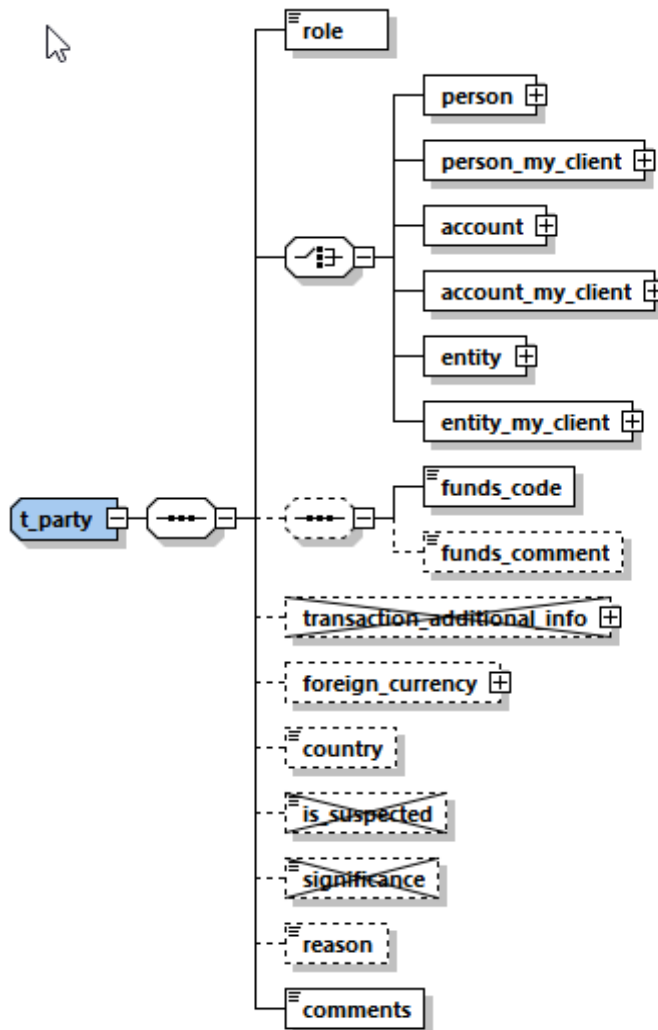 role
person
person_my_client
account
account_my_client
entity
entity_my_client
t_party
funds_code
funds_comment
transaction_additional_info
foreign_currency
country
is_suspected
significance
reason
comments